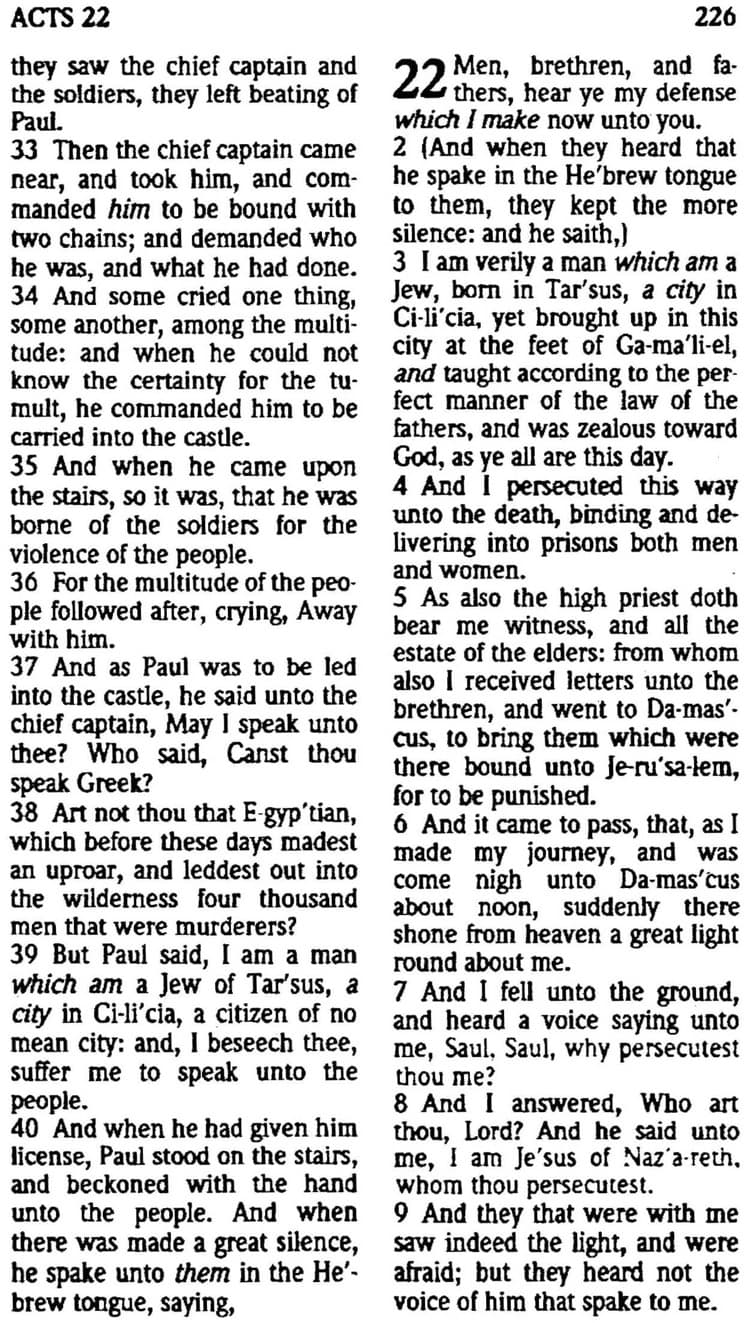 ACTS 22
226
they saw the chief captain and
the soldiers, they left beating of
Paul.
33 Then the chief captain came
near, and took him, and com-
manded him to be bound with
two chains; and demanded who
he was, and what he had done.
34 And some cried one thing,
some another, among the multi-
tude: and when he could not
know the certainty for the tu-
mult, he commanded him to be
carried into the castle.
35 And when he came upon
the stairs, so it was, that he was
borne of the soldiers for the
violence of the people.
36 For the multitude of the peo-
ple followed after, crying, Away
with him.
37 And as Paul was to be led
into the castle, he said unto the
chief captain, May I speak unto
thee? Who said, Canst thou
speak Greek?
38 Art not thou that E-gyp'tian,
which before these days madest
an uproar, and leddest out into
the wilderness four thousand
men that were murderers?
39 But Paul said, I am a man
which am a Jew of Tar'sus, a
city in Ci-li'cia, a citizen of no
mean city: and, I beseech thee,
suffer me to speak unto the
people.
40 And when he had given him
license, Paul stood on the stairs,
and beckoned with the hand
unto the people. And when
there was made a great silence,
he spake unto them in the He'-
brew tongue, saying,
22 Men, brethren, and fa-
thers, hear ye my defense
which I make now unto you.
2 (And when they heard that
he spake in the He'brew tongue
to them, they kept the more
silence: and he saith,)
3 I am verily a man which am a
Jew, born in Tar'sus, a city in
Ci-li'cia, yet brought up in this
city at the feet of Ga-ma'li-el,
and taught according to the per-
fect manner of the law of the
fathers, and was zealous toward
God, as ye all are this day.
4 And I persecuted this way
unto the death, binding and de-
livering into prisons both men
and women.
5 As also the high priest doth
bear me witness, and all the
estate of the elders: from whom
also I received letters unto the
brethren, and went to Da-mas'-
cus, to bring them which were
there bound unto Je-ru'sa-lem,
for to be punished.
6 And it came to pass, that, as I
made my journey, and was
come nigh unto Da-mas'cus
about noon, suddenly there
shone from heaven a great light
round about me.
7 And I fell unto the ground,
and heard a voice saying unto
me, Saul, Saul, why persecutest
thou me?
8 And I answered, Who art
thou, Lord? And he said unto
me, I am Je'sus of Naz'a-reth,
whom thou persecutest.
9 And they that were with me
saw indeed the light, and were
afraid; but they heard not the
voice of him that spake to me.